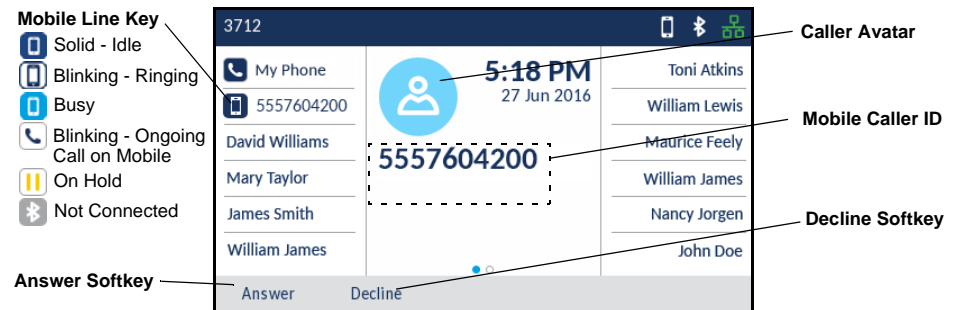 Mobile Line Key
Solid - Idle
Blinking - Ringing
Busy
Blinking - Ongoing
Call on Mobile
On Hold
Not Connected
Answer Softkey
3712
My Phone
5557604200
David Williams
Mary Taylor
James Smith
William James
5:18 PM
27 Jun 2016
5557604200
Toni Atkins
William Lewis
Maurice Feely
William James
Nancy Jorgen
John Doe
Answer
Decline
Caller Avatar
Mobile Caller ID
Decline Softkey